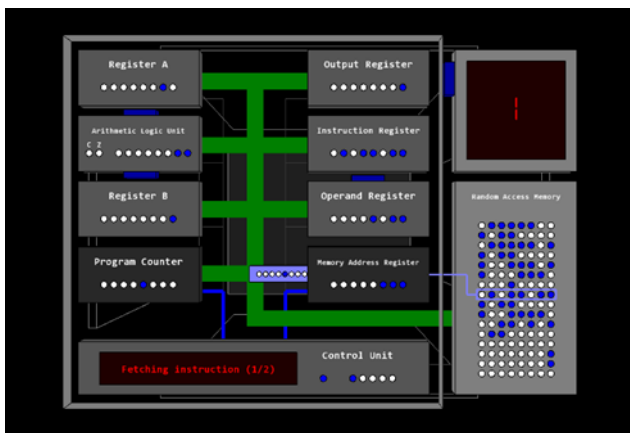 Register A
Output Register
Arithmetic Logic Unit
C Z
Instruction Register
1
Register B
Operand Register
Random Access Memory
Program Counter
Memory Address Register
Control Unit
Fetching instruction (1/2)